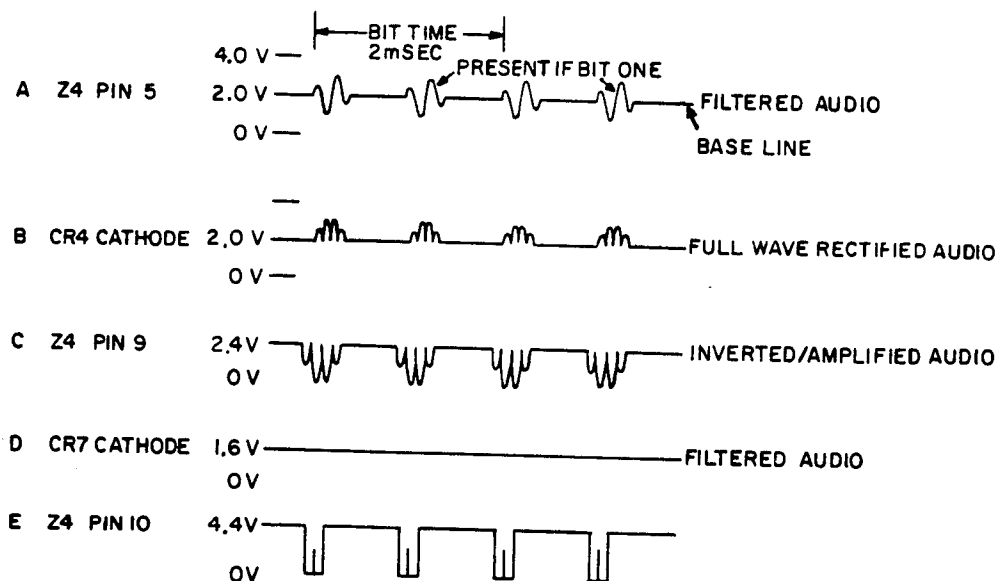 BIT TIME
2mSEC
4.0 V
PRESENT IF BIT ONE
A Z4 PIN 5 2.0 V FILTERED AUDIO
0 V
BASE LINE
B CR4 CATHODE 2.0 V FULL WAVE RECTIFIED AUDIO
0 V
C Z4 PIN 9 2.4 V INVERTED/AMPLIFIED AUDIO
0 V
D CR7 CATHODE 1.6 V FILTERED AUDIO
0 V
E Z4 PIN 10 4.4 V
0 V